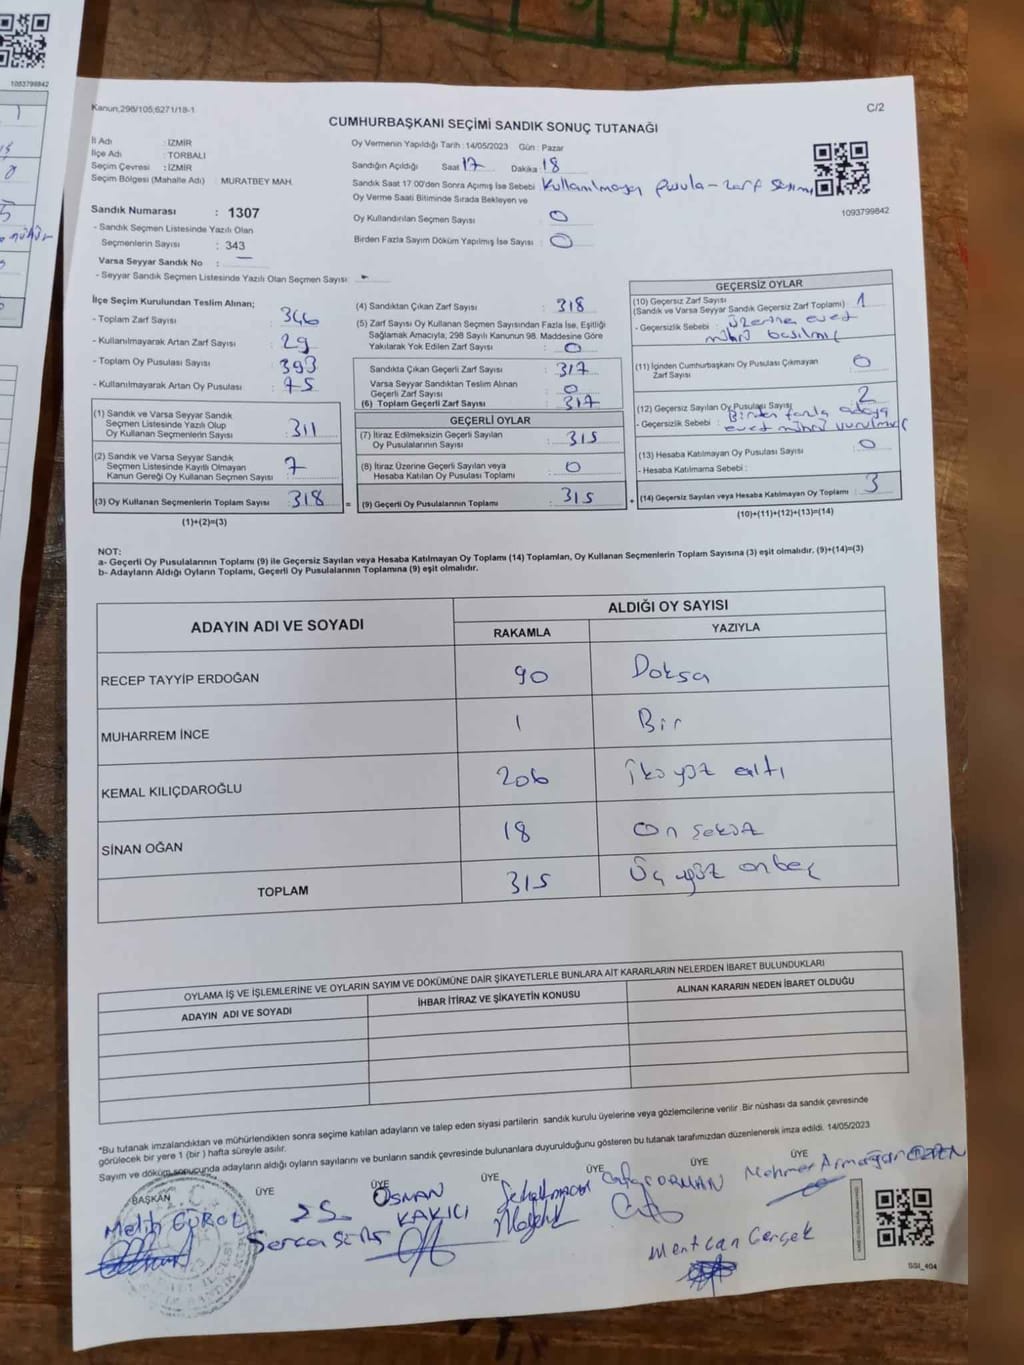 1093799842
Kanun,298/105;6271/18-1
C/2
CUMHURBAŞKANI SEÇİMİ SANDIK SONUÇ TUTANAĞI
İl Adı : İZMİR
İlçe Adı : TORBALI
Seçim Çevresi : İZMİR
Seçim Bölgesi (Mahalle Adı) : MURATBEY MAH.
Oy Vermenin Yapıldığı Tarih : 14/05/2023 Gün : Pazar
Sandığın Açıldığı Saat 17 Dakika 18
Sandık Saat 17:00'den Sonra Açımış İse Sebebi Kullanılmayan pusula-zarf sayımı
Oy Verme Saati Bitiminde Sırada Bekleyen ve
Oy Kullandırılan Seçmen Sayısı : 0
Birden Fazla Sayım Döküm Yapılmış İse Sayısı : 0
1093799842
Sandık Numarası : 1307
- Sandık Seçmen Listesinde Yazılı Olan
Seçmenlerin Sayısı : 343
Varsa Seyyar Sandık No : —
- Seyyar Sandık Seçmen Listesinde Yazılı Olan Seçmen Sayısı : -
İlçe Seçim Kurulundan Teslim Alınan;
- Toplam Zarf Sayısı : 346
- Kullanılmayarak Artan Zarf Sayısı : 29
- Toplam Oy Pusulası Sayısı : 393
- Kullanılmayarak Artan Oy Pusulası : 75
(1) Sandık ve Varsa Seyyar Sandık
Seçmen Listesinde Yazılı Olup
Oy Kullanan Seçmenlerin Sayısı : 311
(2) Sandık ve Varsa Seyyar Sandık
Seçmen Listesinde Kayıtlı Olmayan
Kanun Gereği Oy Kullanan Seçmen Sayısı : 7
(3) Oy Kullanan Seçmenlerin Toplam Sayısı : 318 =
(1)+(2)=(3)
(4) Sandıktan Çıkan Zarf Sayısı : 318
(5) Zarf Sayısı Oy Kullanan Seçmen Sayısından Fazla İse, Eşitliği
Sağlamak Amacıyla; 298 Sayılı Kanunun 98. Maddesine Göre
Yakılarak Yok Edilen Zarf Sayısı : 0
Sandıkta Çıkan Geçerli Zarf Sayısı : 317
Varsa Seyyar Sandıktan Teslim Alınan
Geçerli Zarf Sayısı : 0
(6) Toplam Geçerli Zarf Sayısı : 317
GEÇERLİ OYLAR
(7) İtiraz Edilmeksizin Geçerli Sayılan
Oy Pusulalarının Sayısı : 315
(8) İtiraz Üzerine Geçerli Sayılan veya
Hesaba Katılan Oy Pusulası Toplamı : 0
(9) Geçerli Oy Pusulalarının Toplamı : 315 +
GEÇERSİZ OYLAR
(10) Geçersiz Zarf Sayısı
(Sandık ve Varsa Seyyar Sandık Geçersiz Zarf Toplamı) : 1
- Geçersizlik Sebebi : üzerine evet
mührü basılmış
(11) İçinden Cumhurbaşkanı Oy Pusulası Çıkmayan
Zarf Sayısı : 0
(12) Geçersiz Sayılan Oy Pusulası Sayısı : 2
- Geçersizlik Sebebi : Birden fazla adaya
evet mührü vurulmuş
(13) Hesaba Katılmayan Oy Pusulası Sayısı : 0
- Hesaba Katılmama Sebebi :
(14) Geçersiz Sayılan veya Hesaba Katılmayan Oy Toplamı : 3
(10)+(11)+(12)+(13)=(14)
NOT:
a- Geçerli Oy Pusulalarının Toplamı (9) ile Geçersiz Sayılan veya Hesaba Katılmayan Oy Toplamı (14) Toplamları, Oy Kullanan Seçmenlerin Toplam Sayısına (3) eşit olmalıdır. (9)+(14)=(3)
b- Adayların Aldığı Oyların Toplamı, Geçerli Oy Pusulalarının Toplamına (9) eşit olmalıdır.
ADAYIN ADI VE SOYADI
ALDIĞI OY SAYISI
RAKAMLA YAZIYLA
RECEP TAYYİP ERDOĞAN 90 Doksa
MUHARREM İNCE 1 Bir
KEMAL KILIÇDAROĞLU 206 iki yüz altı
SİNAN OĞAN 18 On sekiz
TOPLAM 315 Üç yüz onbeş
OYLAMA İŞ VE İŞLEMLERİNE VE OYLARIN SAYIM VE DÖKÜMÜNE DAİR ŞİKAYETLERLE BUNLARA AİT KARARLARIN NELERDEN İBARET BULUNDUKLARI
ADAYIN ADI VE SOYADI İHBAR İTİRAZ VE ŞİKAYETİN KONUSU ALINAN KARARIN NEDEN İBARET OLDUĞU
*Bu tutanak imzalandıktan ve mühürlendikten sonra seçime katılan adayların ve talep eden siyasi partilerin sandık kurulu üyelerine veya gözlemcilerine verilir. Bir nüshası da sandık çevresinde
görülecek bir yere 1 (bir ) hafta süreyle asılır.
Sayım ve döküm sonucunda adayların aldığı oyların sayılarını ve bunların sandık çevresinde bulunanlara duyurulduğunu gösteren bu tutanak tarafımızdan düzenlenerek imza edildi. 14/05/2023
BAŞKAN ÜYE ÜYE ÜYE ÜYE ÜYE ÜYE
Melih GÜROL
OSMAN
KAKICI
ORMAN
Mehmet Armağan
Mertcan Gerçek
SSI_404